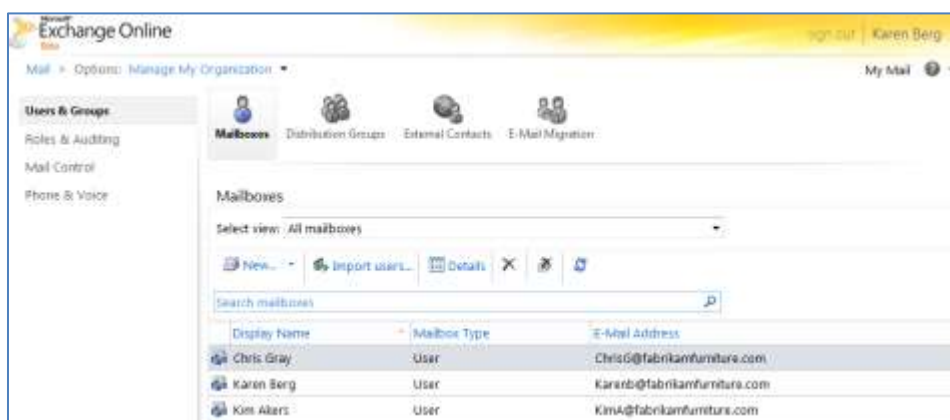 Microsoft®
Exchange Online
Beta
sign out | Karen Berg
Mail > Options: Manage My Organization
My Mail
Users & Groups
Roles & Auditing
Mail Control
Phone & Voice
Mailboxes
Distribution Groups
External Contacts
E-Mail Migration
Mailboxes
Select view: All mailboxes
New...
Import users...
Details
Search mailboxes
Display Name
Mailbox Type
E-Mail Address
Chris Gray
User
ChrisG@fabrikamfurniture.com
Karen Berg
User
Karenb@fabrikamfurniture.com
Kim Akers
User
KimA@fabrikamfurniture.com